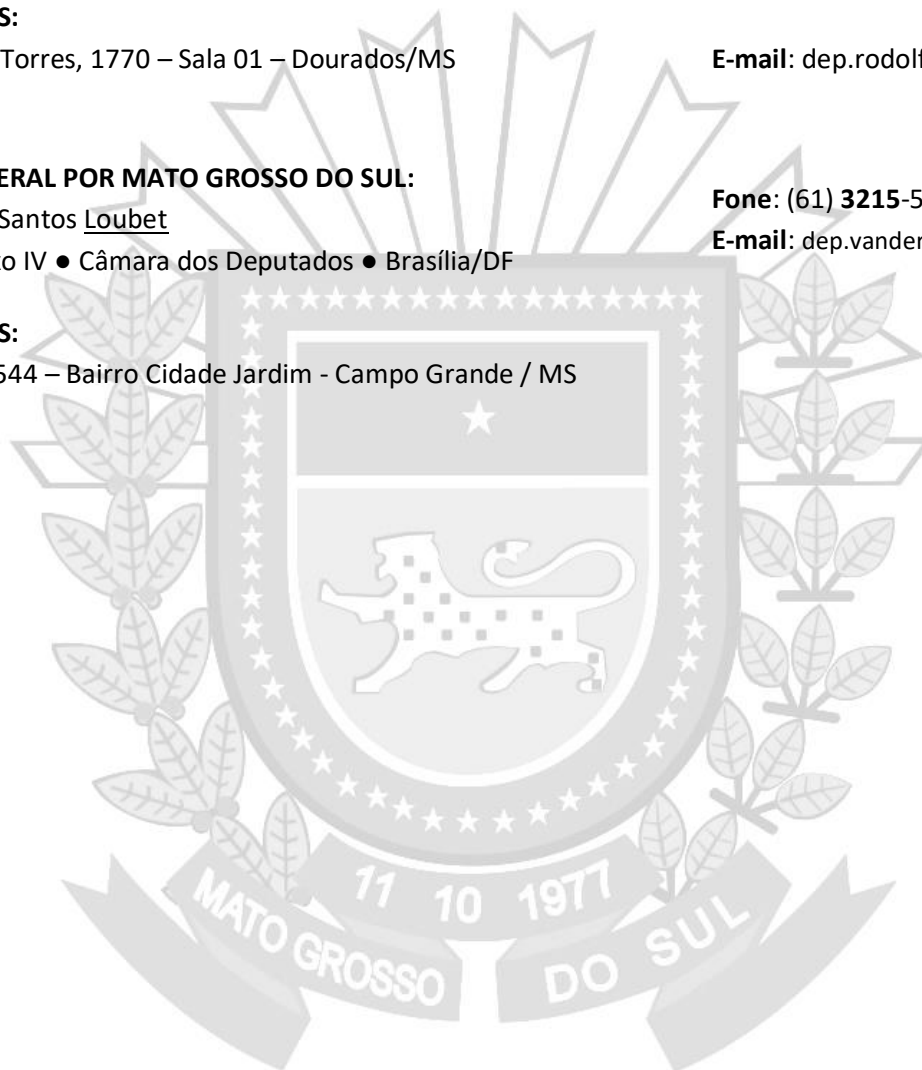 S:
Torres, 1770 – Sala 01 – Dourados/MS
E-mail: dep.rodolf
ERAL POR MATO GROSSO DO SUL:
Santos Loubet
Fone: (61) 3215-5
o IV ● Câmara dos Deputados ● Brasília/DF
E-mail: dep.vander
S:
544 – Bairro Cidade Jardim - Campo Grande / MS
11 10 1977
MATO GROSSO DO SUL